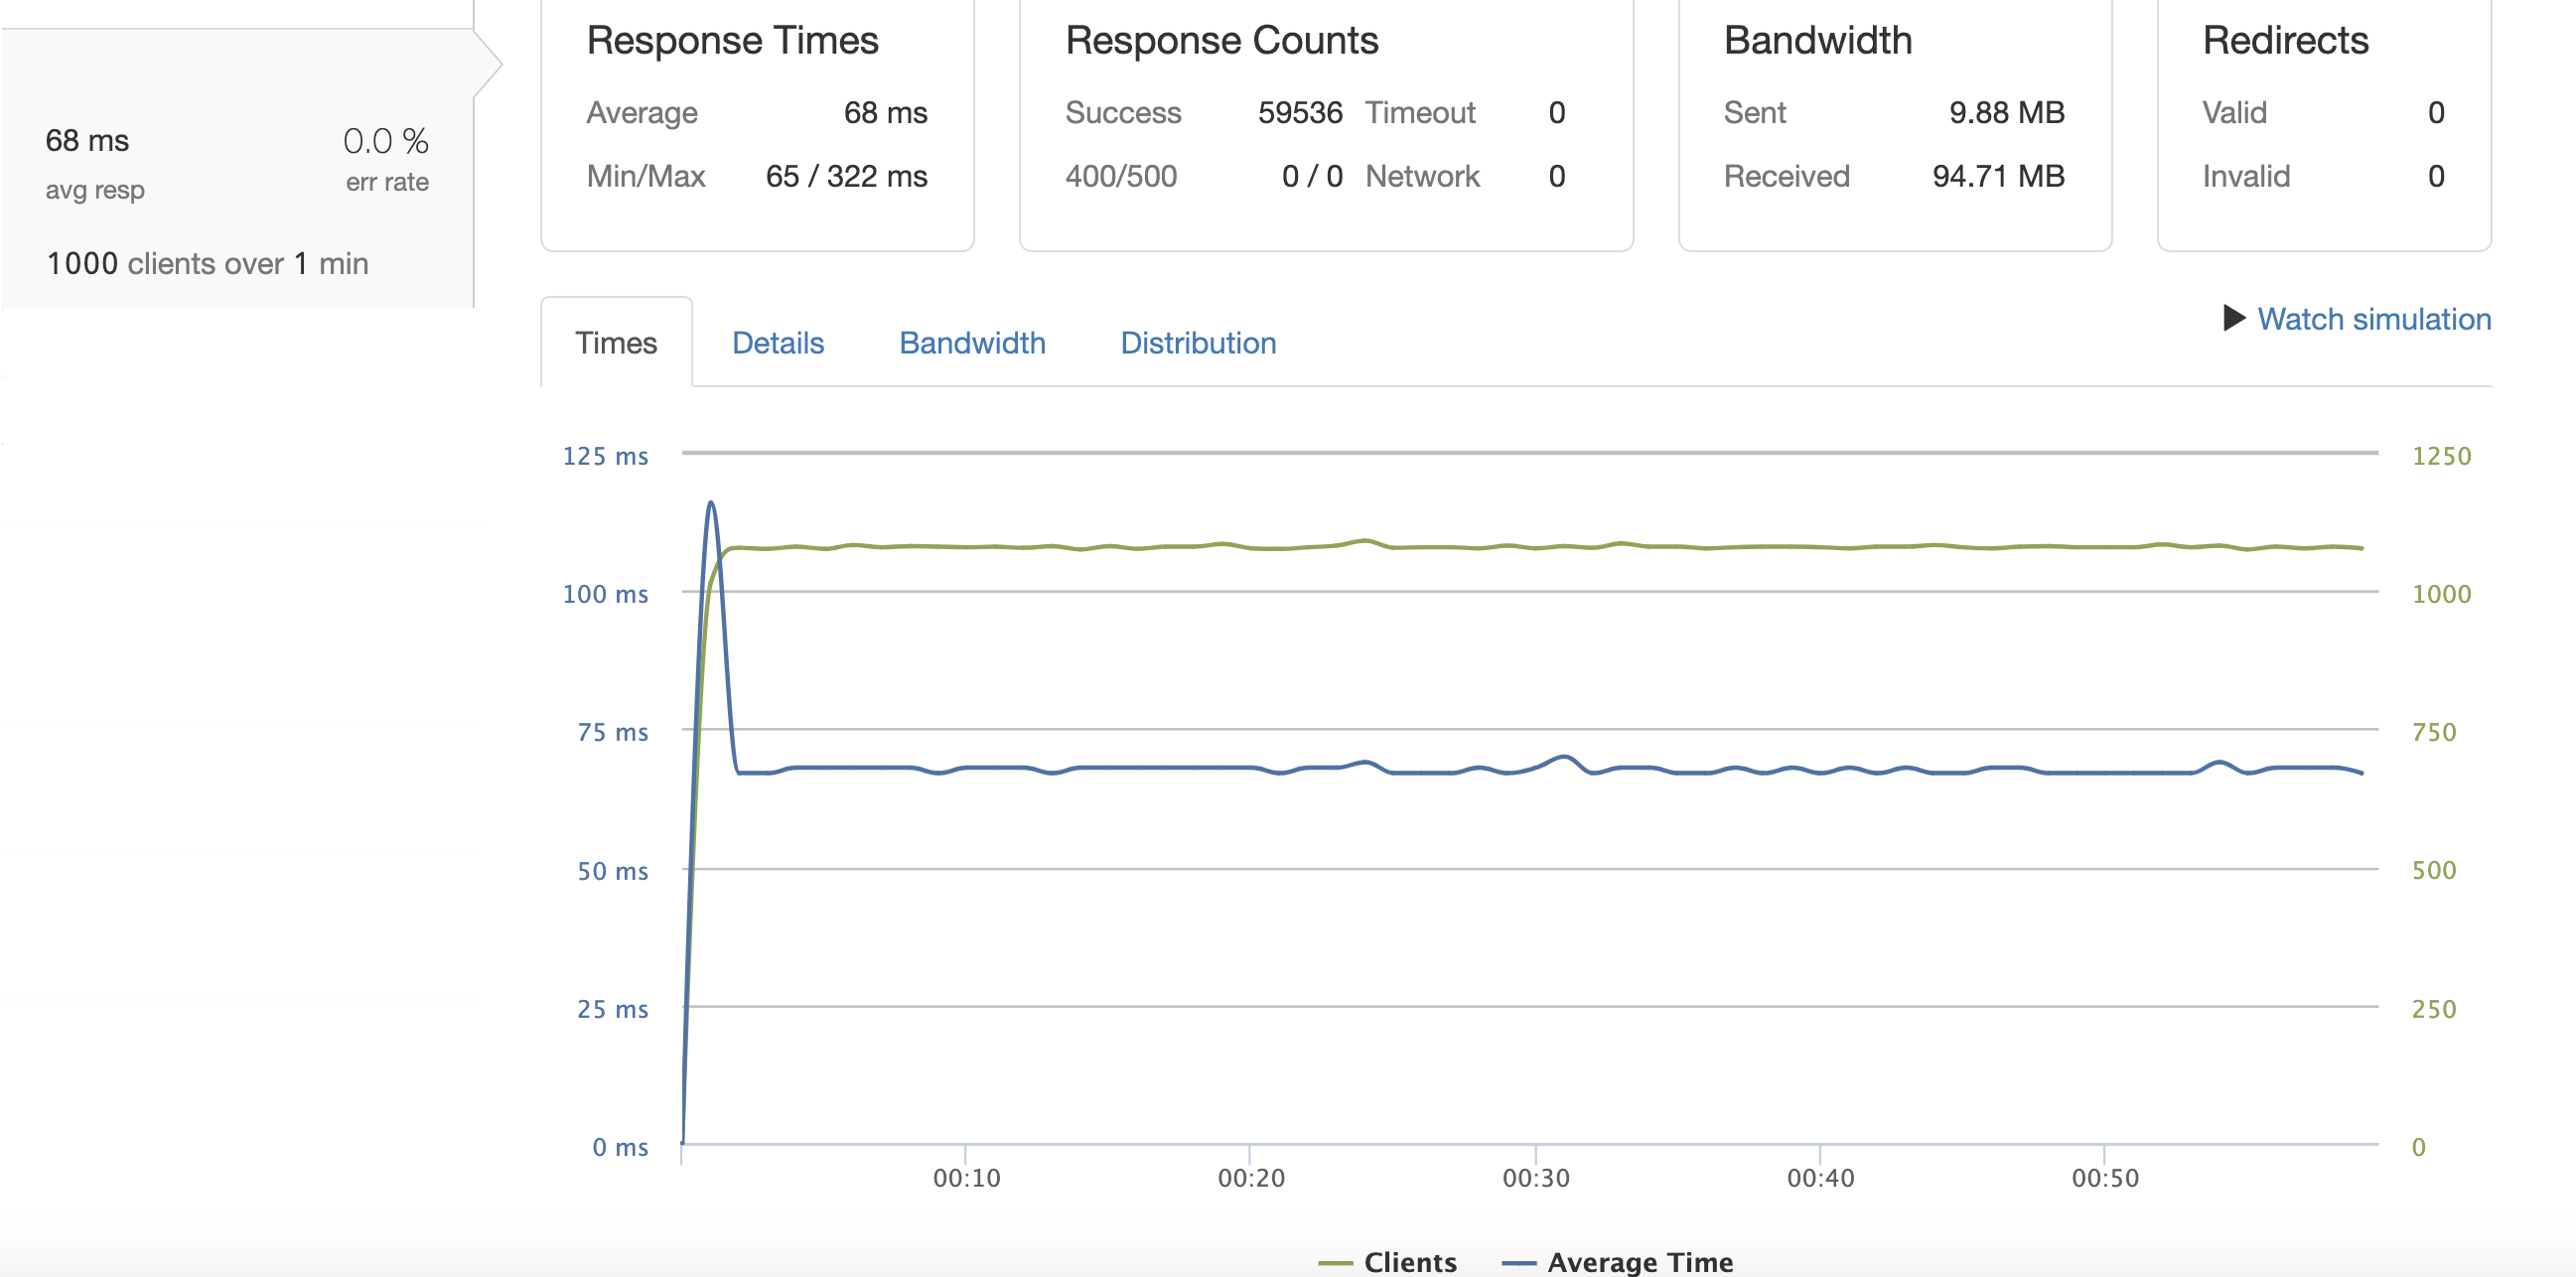 Response Times
Average 68 ms
Min/Max 65 / 322 ms
Response Counts
Success 59536 Timeout 0
400/500 0 / 0 Network 0
Bandwidth
Sent 9.88 MB
Received 94.71 MB
Redirects
Valid 0
Invalid 0
68 ms
avg resp
0.0 %
err rate
1000 clients over 1 min
Times Details Bandwidth Distribution
Watch simulation
125 ms 1250
100 ms 1000
75 ms 750
50 ms 500
25 ms 250
0 ms 0
00:10 00:20 00:30 00:40 00:50
Clients Average Time